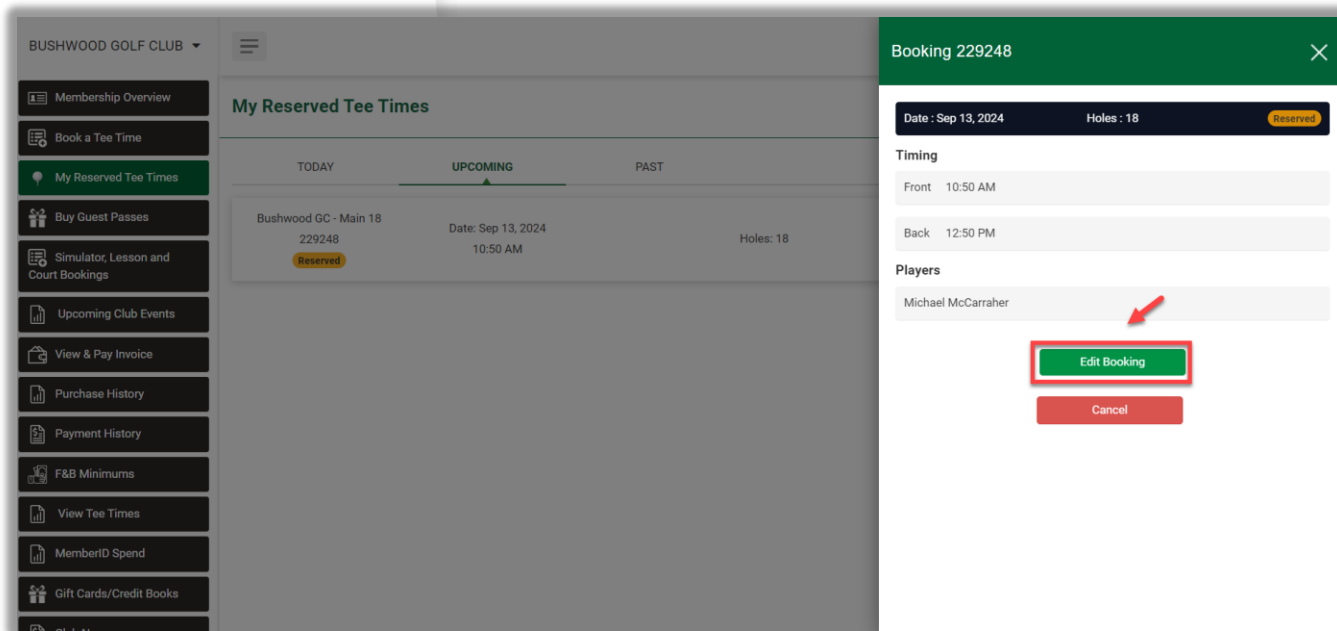 BUSHWOOD GOLF CLUB
Membership Overview
Book a Tee Time
My Reserved Tee Times
Buy Guest Passes
Simulator, Lesson and
Court Bookings
Upcoming Club Events
View & Pay Invoice
Purchase History
Payment History
F&B Minimums
View Tee Times
MemberID Spend
Gift Cards/Credit Books
My Reserved Tee Times
TODAY UPCOMING PAST
Bushwood GC - Main 18
229248
Reserved
Date: Sep 13, 2024
10:50 AM
Holes: 18
Booking 229248
Date : Sep 13, 2024 Holes : 18 Reserved
Timing
Front 10:50 AM
Back 12:50 PM
Players
Michael McCarraher
Edit Booking
Cancel